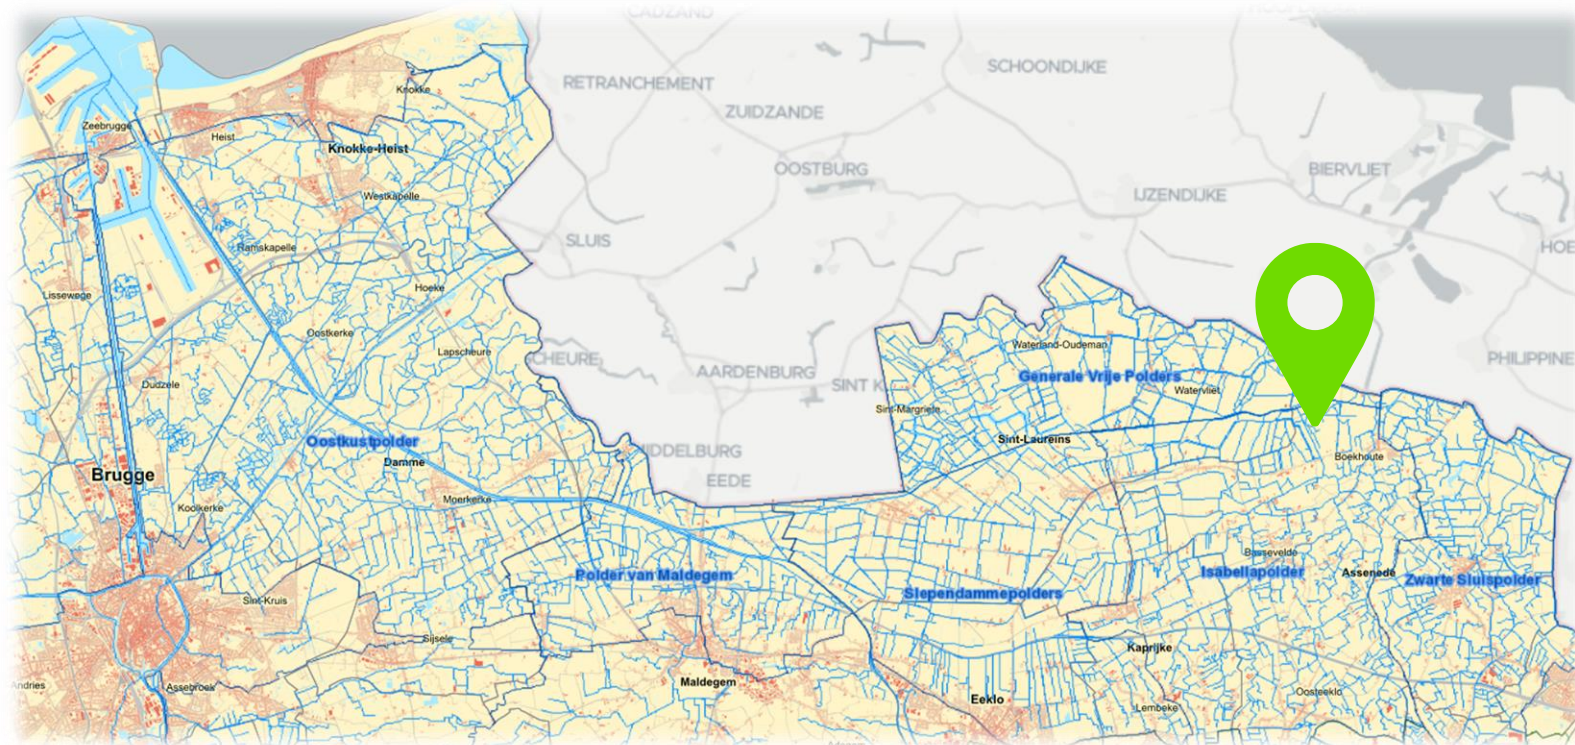 CADZAND
RETRANCHEMENT
SCHOONDIJKE
Knokke
ZUIDZANDE
Zeebrugge
Heist
Knokke-Heist
OOSTBURG
BIERVLIET
Westkapelle
IJZENDIJKE
Ramskapelle
SLUIS
HOE
Lissewege
Hoeke
Oostkerke
Waterland-Oudeman
Lapscheure
SCHEURE
PHILIPPINE
AARDENBURG
Generale Vrije Polders
Dudzele
SINT K
Watervliet
Sint-Margriete
Oostkustpolder
Sint-Laureins
MIDDELBURG
Damme
Boekhoute
Brugge
EEDE
Moerkerke
Koolkerke
Bassevelde
Polder van Maldegem
Isabellapolder
Assenede
Zwarte Sluispolder
Slependammepolders
Sint-Kruis
Sijsele
Kaprijke
Maldegem
Andries
Assebroek
Oosteeklo
Eeklo
Lembeke